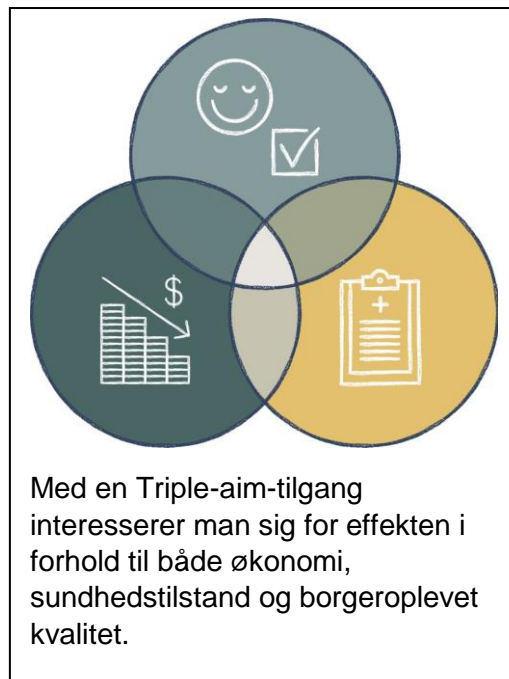 $
Med en Triple-aim-tilgang
interesserer man sig for effekten i
forhold til både økonomi,
sundhedstilstand og borgeroplevet
kvalitet.